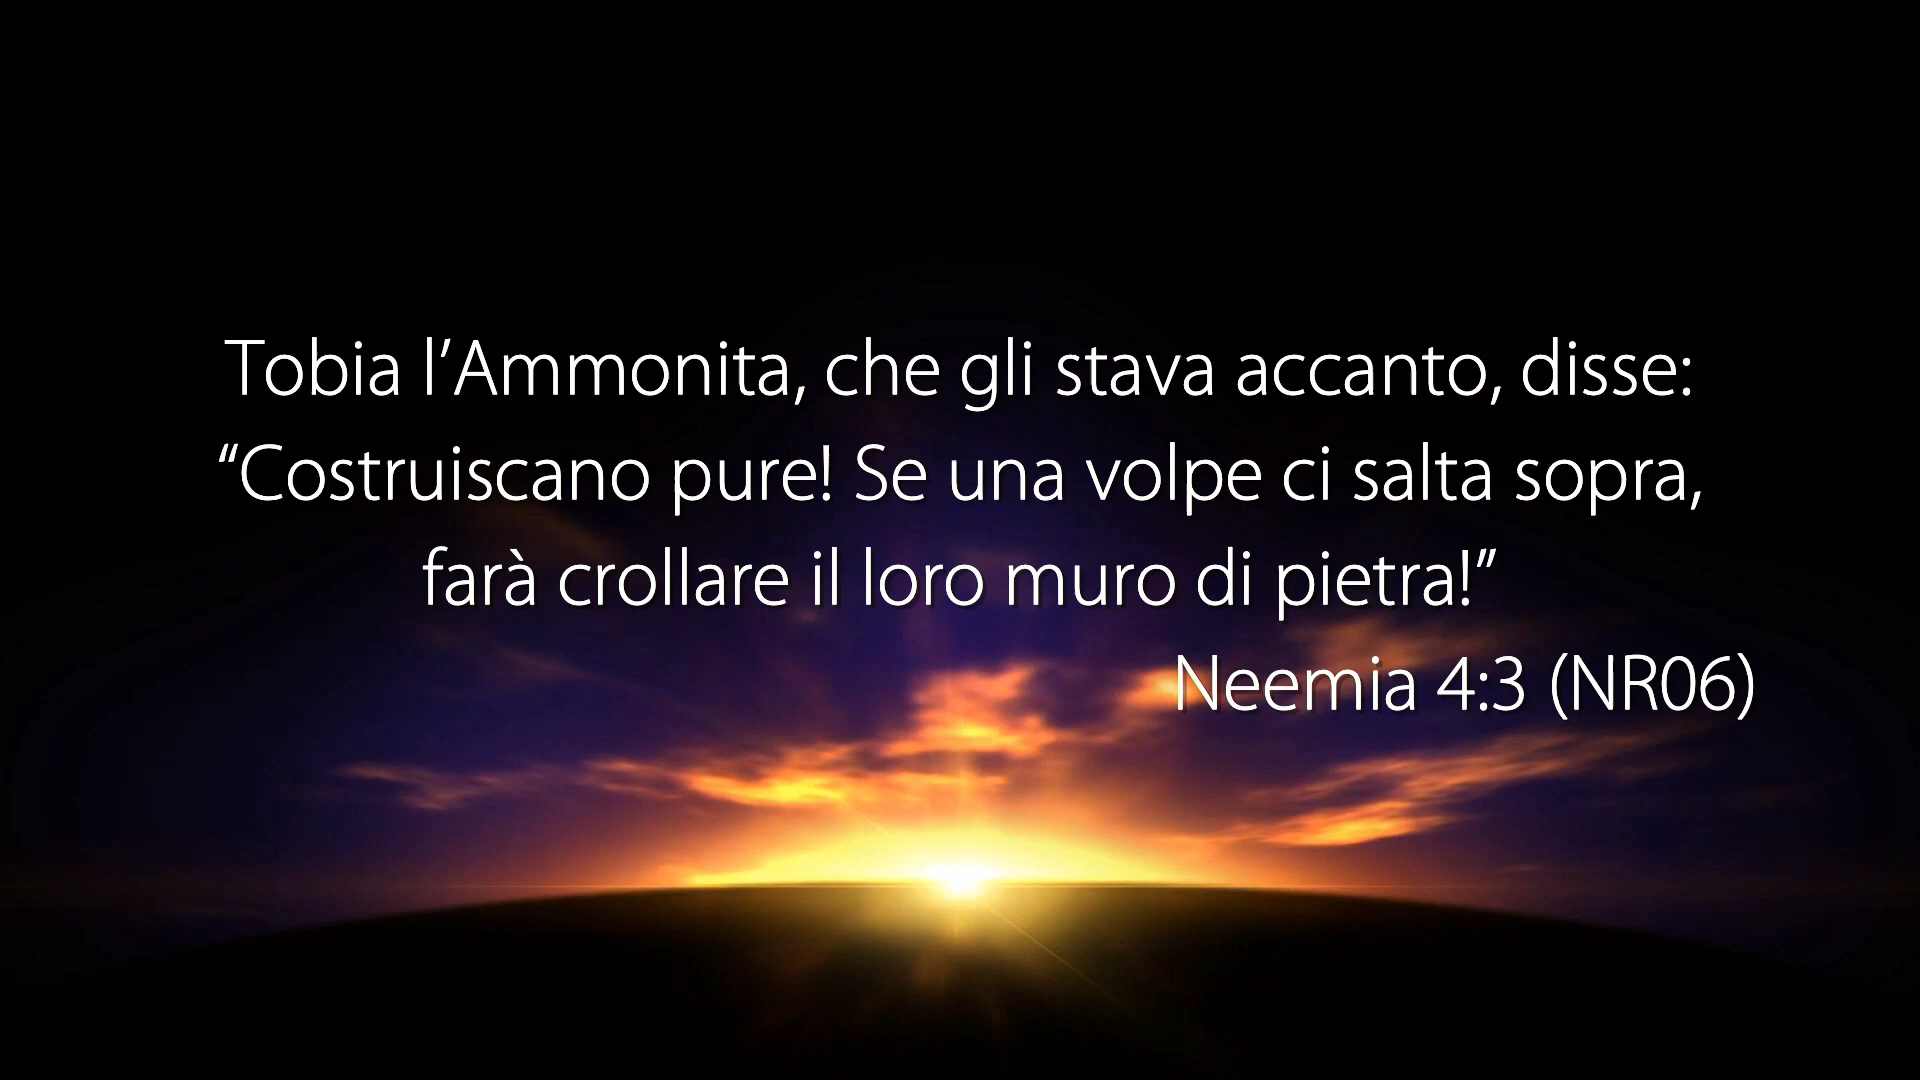 Tobia l’Ammonita, che gli stava accanto, disse:
“Costruiscano pure! Se una volpe ci salta sopra,
farà crollare il loro muro di pietra!”
Neemia 4:3 (NR06)